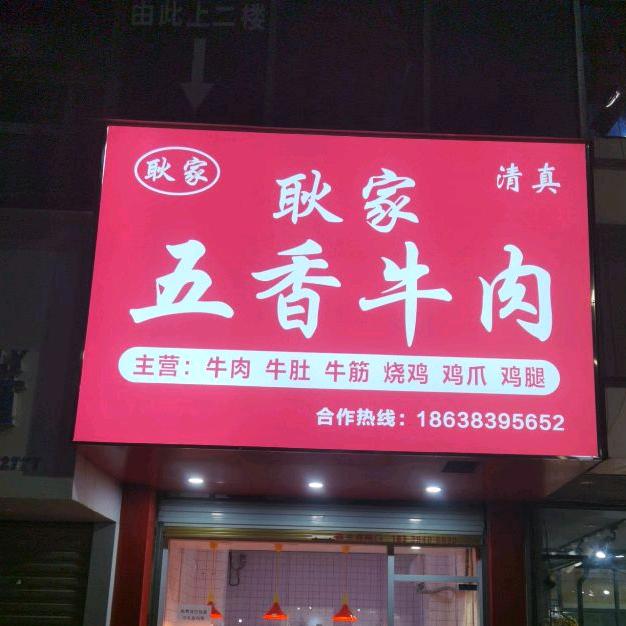 由此上二楼
耿家
清真
耿家
五香牛肉
主营：牛肉 牛肚 牛筋 烧鸡 鸡爪 鸡腿
合作热线：18638395652